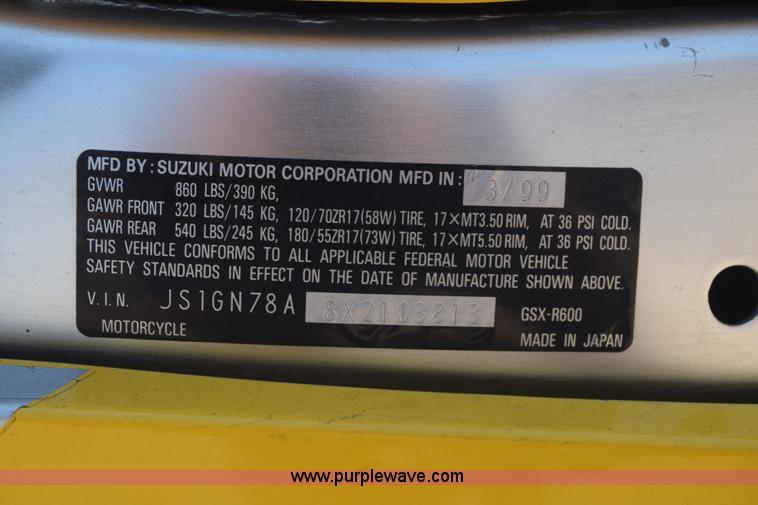 MFD BY : SUZUKI MOTOR CORPORATION MFD IN : 3/99
GVWR 860 LBS/390 KG,
GAWR FRONT 320 LBS/145 KG, 120/70ZR17(58W) TIRE, 17×MT3.50 RIM, AT 36 PSI COLD.
GAWR REAR 540 LBS/245 KG, 180/55ZR17(73W) TIRE, 17×MT5.50 RIM, AT 36 PSI COLD.
THIS VEHICLE CONFORMS TO ALL APPLICABLE FEDERAL MOTOR VEHICLE
SAFETY STANDARDS IN EFFECT ON THE DATE OF MANUFACTURE SHOWN ABOVE.
V.I.N. JS1GN78A 8X2103813 GSX-R600
MOTORCYCLE MADE IN JAPAN
www.purplewave.com